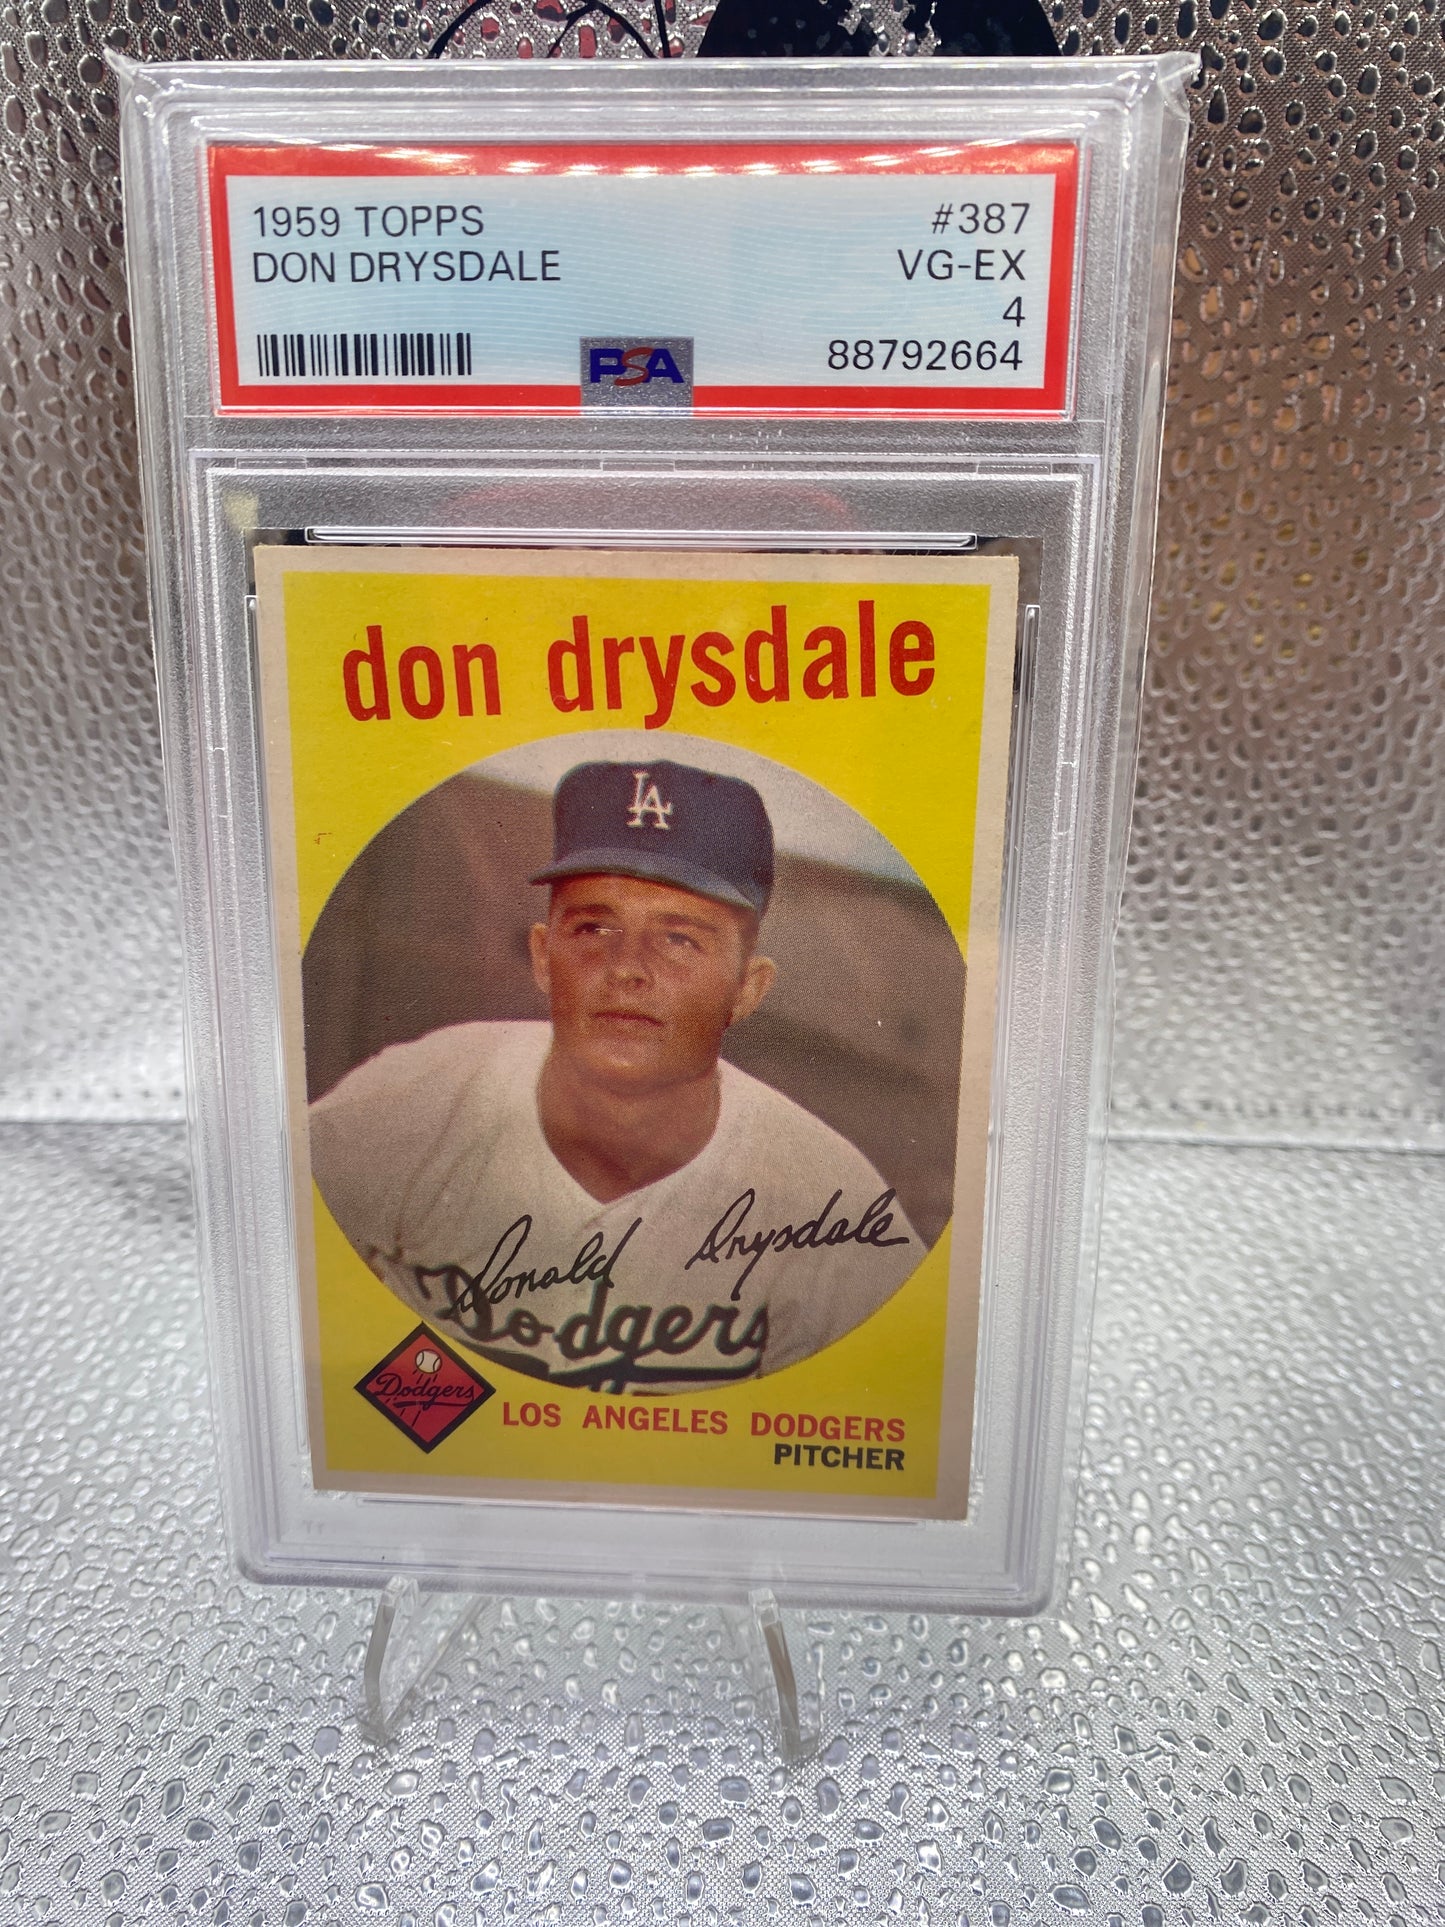 1959 TOPPS #387
DON DRYSDALE VG-EX
4
PSA 88792664
don drysdale
LA
Donald Drysdale
Dodgers
Dodgers
LOS ANGELES DODGERS
PITCHER